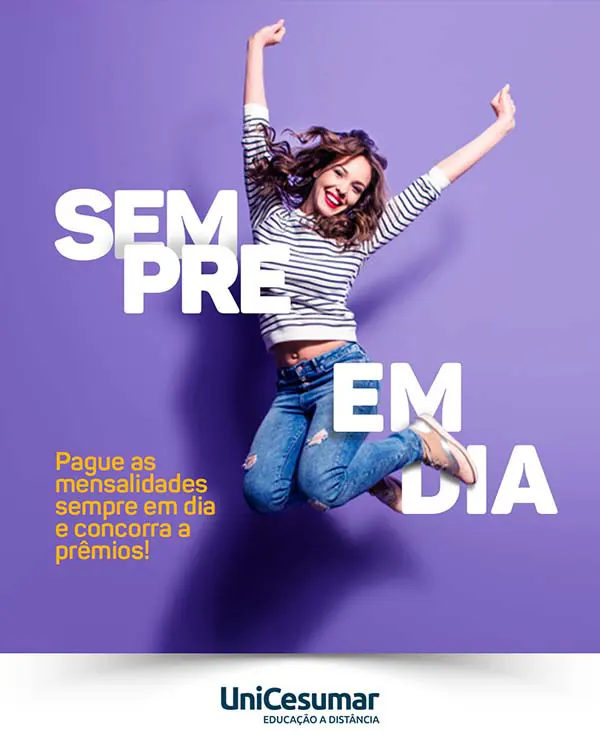 SEM
PRE
EM
DIA
Pague as
mensalidades
sempre em dia
e concorra a
prêmios!
UniCesumar
EDUCAÇÃO A DISTÂNCIA